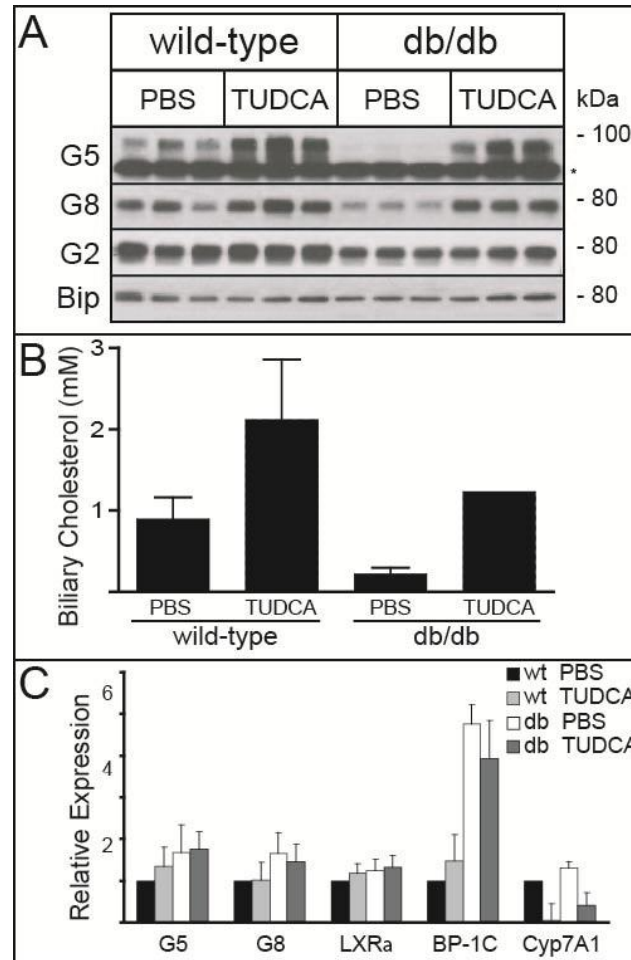 A
wild-type db/db
PBS TUDCA PBS TUDCA kDa
G5 - 100
*
G8 - 80
G2 - 80
Bip - 80
B
Biliary Cholesterol (mM)
3
2
1
PBS TUDCA PBS TUDCA
wild-type db/db
C
Relative Expression
6
4
2
wt PBS
wt TUDCA
db PBS
db TUDCA
G5 G8 LXRa BP-1C Cyp7A1